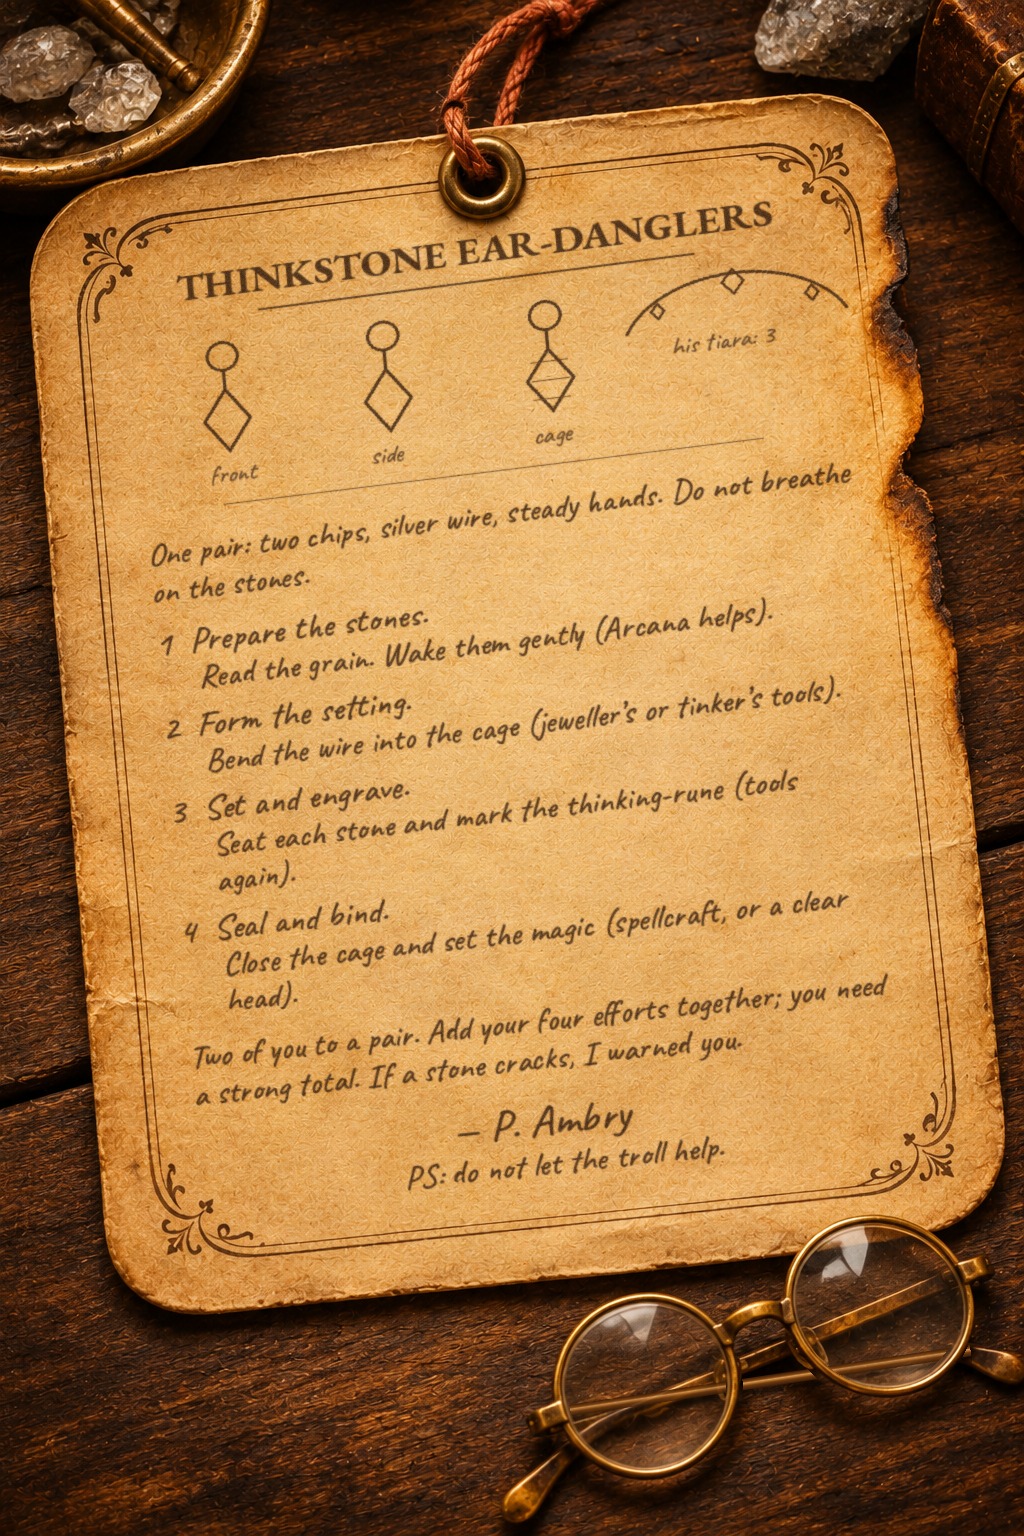 THINKSTONE EAR-DANGLERS
his tiara: 3
front
side
cage
One pair: two chips, silver wire, steady hands. Do not breathe
on the stones.
1 Prepare the stones.
Read the grain. Wake them gently (Arcana helps).
2 Form the setting.
Bend the wire into the cage (jeweller's or tinker's tools).
3 Set and engrave.
Seat each stone and mark the thinking-rune (tools
again).
4 Seal and bind.
Close the cage and set the magic (spellcraft, or a clear
head).
Two of you to a pair. Add your four efforts together; you need
a strong total. If a stone cracks, I warned you.
– P. Ambry
PS: do not let the troll help.